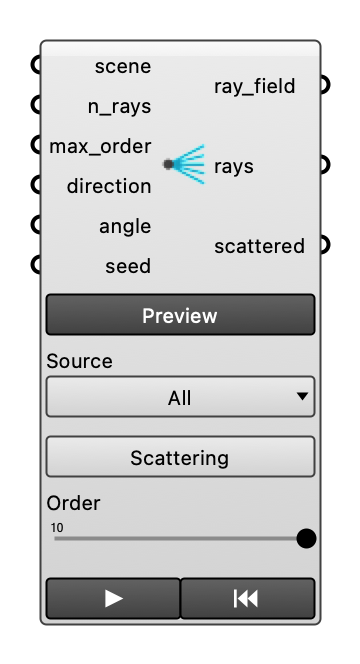 scene
n_rays
max_order
direction
angle
seed
ray_field
rays
scattered
Preview
Source
All
Scattering
Order
10